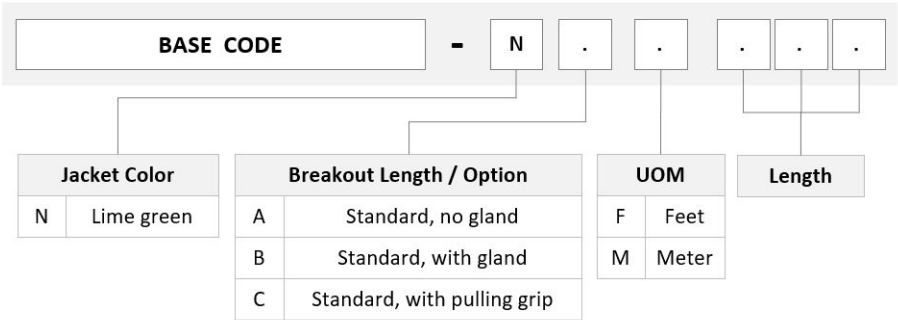 BASE CODE - N . . . . .
Jacket Color
N Lime green
Breakout Length / Option
A Standard, no gland
B Standard, with gland
C Standard, with pulling grip
UOM
F Feet
M Meter
Length